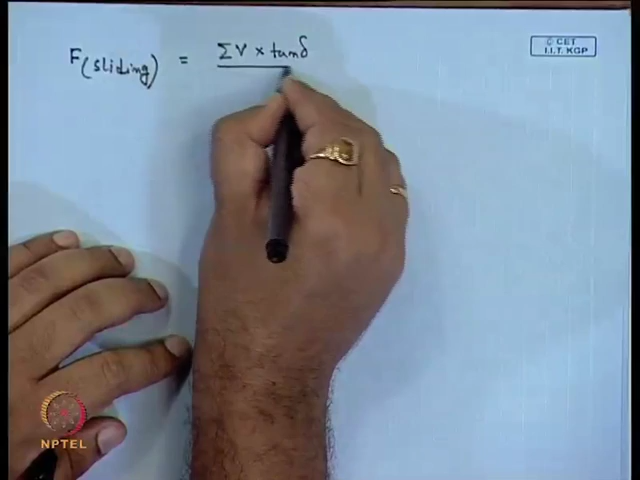 F(sliding) = ΣV × tanδ
© CET
I.I.T. KGP
NPTEL